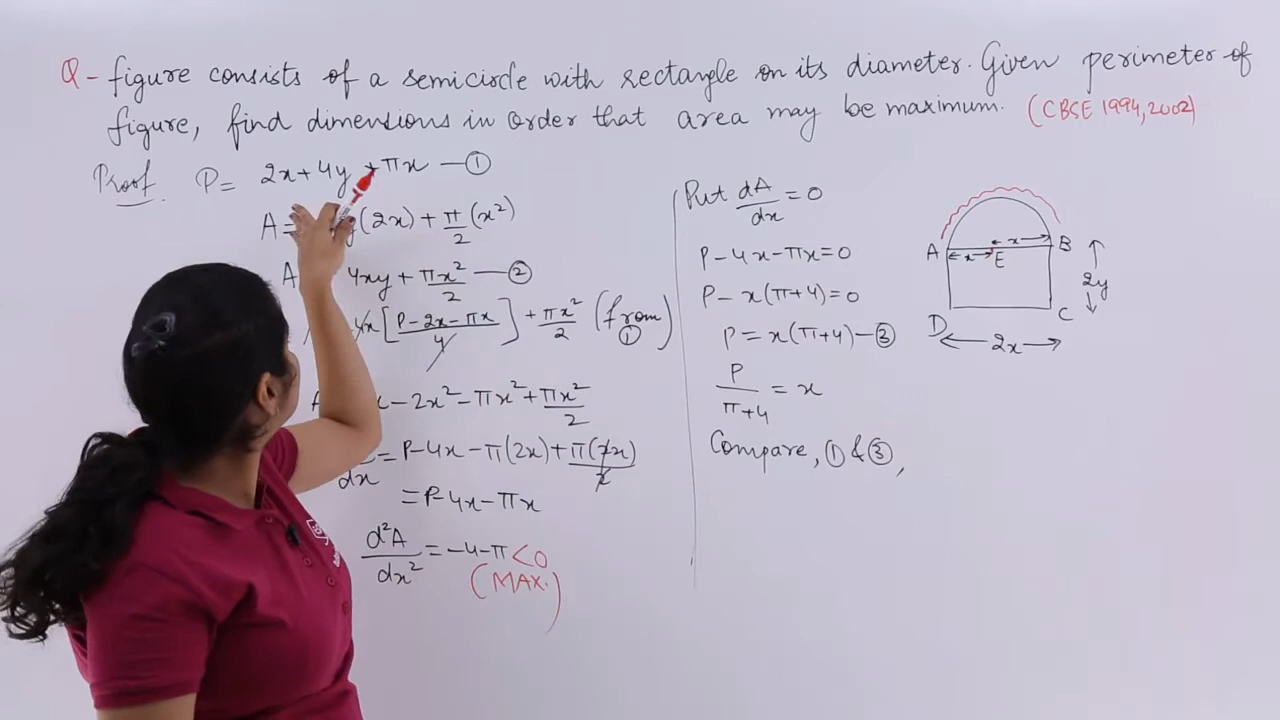 Q - figure consists of a semicircle with rectangle on its diameter. Given perimeter of
figure, find dimensions in order that area may be maximum. (CBSE 1994, 2002)
Proof P = 2x + 4y + πx — ①
A = (2x) + π/2 (x²)
A 4xy + πx²/2 — ②
4x [P - 2x - πx / 4] + πx²/2 (from ①)
- 2x² - πx² + πx²/2
dx = P - 4x - π(2x) + π(2x)/2
= P - 4x - πx
d²A/dx² = -4 - π < 0
(MAX.)
Put dA/dx = 0
P - 4x - πx = 0
P - x(π+4) = 0
P = x(π+4) — ③
P/π+4 = x
Compare, ① & ③,
A x E x B
2y
D C
2x